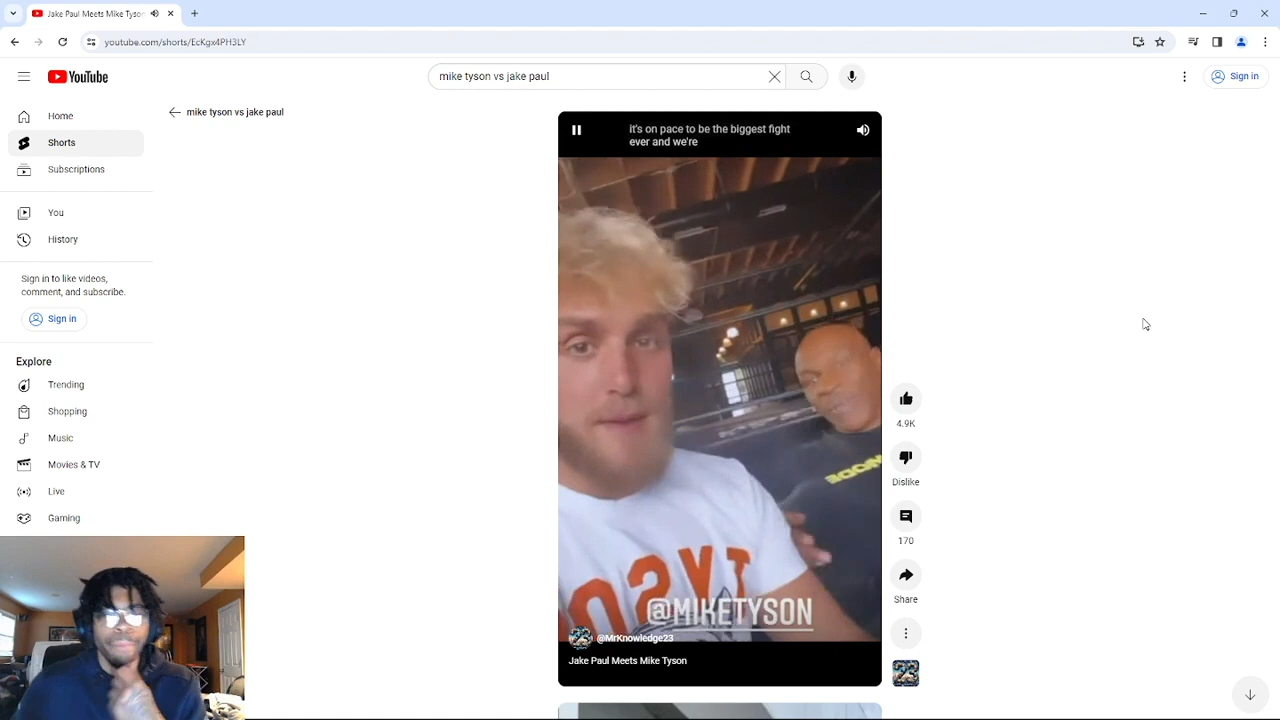 Jake Paul Meets Mike Tyson
youtube.com/shorts/EcKgx4PH3LY
YouTube
mike tyson vs jake paul
Sign in
Home
Shorts
Subscriptions
You
History
Sign in to like videos,
comment, and subscribe.
Sign in
Explore
Trending
Shopping
Music
Movies & TV
Live
Gaming
mike tyson vs jake paul
it's on pace to be the biggest fight
ever and we're
@MIKETYSON
@MrKnowledge23
Jake Paul Meets Mike Tyson
4.9K
Dislike
170
Share